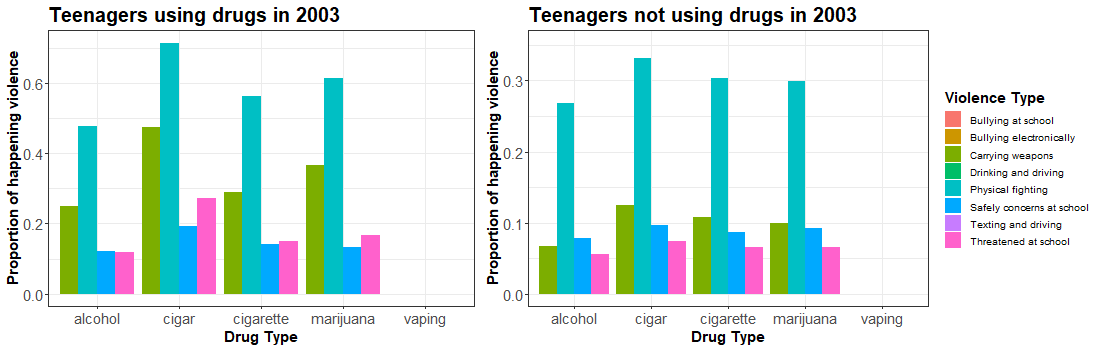 Teenagers using drugs in 2003
Proportion of happening violence
0.6
0.4
0.2
0.0
alcohol cigar cigarette marijuana vaping
Drug Type
Teenagers not using drugs in 2003
Proportion of happening violence
0.3
0.2
0.1
0.0
alcohol cigar cigarette marijuana vaping
Drug Type
Violence Type
Bullying at school
Bullying electronically
Carrying weapons
Drinking and driving
Physical fighting
Safely concerns at school
Texting and driving
Threatened at school